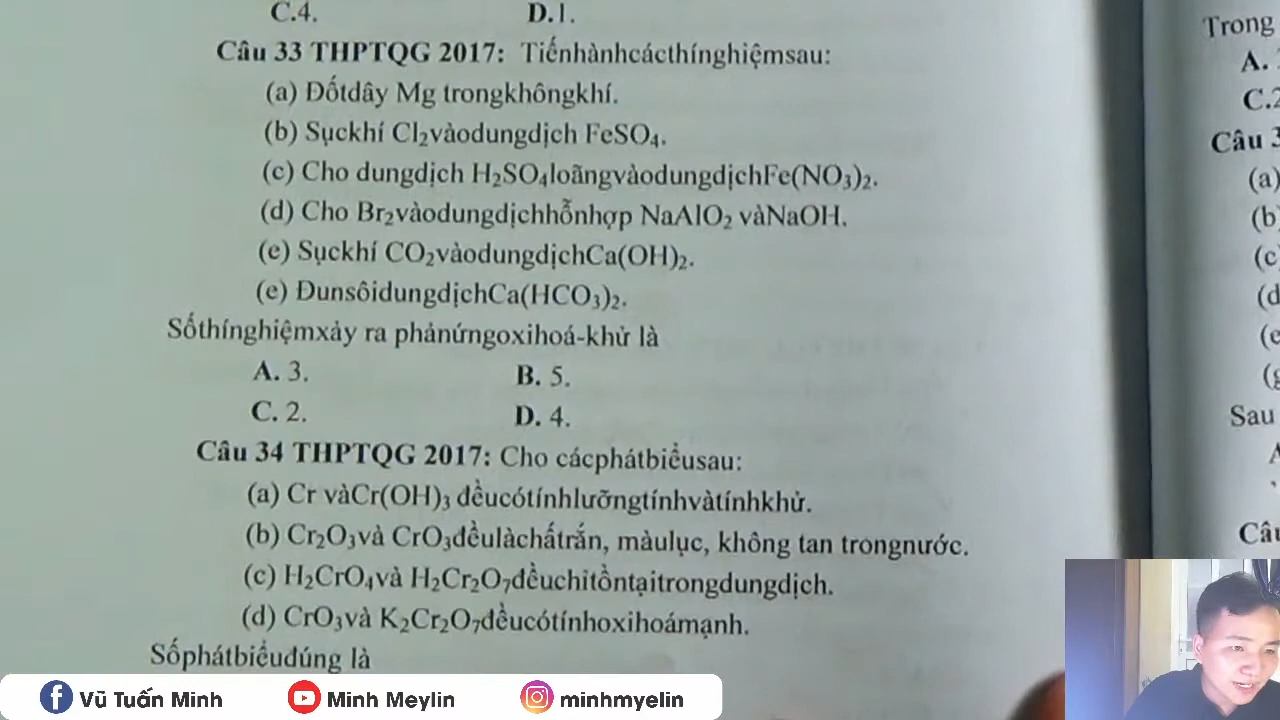 C.4. D.1.
Câu 33 THPTQG 2017: Tiếnhànhcácthínghiệmsau:
(a) Đốtdây Mg trongkhôngkhí.
(b) Sụckhí Cl₂vàodungdịch FeSO₄.
(c) Cho dungdịch H₂SO₄loãngvàodungdịchFe(NO₃)₂.
(d) Cho Br₂vàodungdịchhỗnhợp NaAlO₂ vàNaOH.
(e) Sụckhí CO₂vàodungdịchCa(OH)₂.
(e) ĐunsôidungdịchCa(HCO₃)₂.
Sốthínghiệmxảy ra phảnứngoxihoá-khử là
A. 3. B. 5.
C. 2. D. 4.
Câu 34 THPTQG 2017: Cho cácphátbiểusau:
(a) Cr vàCr(OH)₃ đềucótínhlưỡngtínhvàtínhkhử.
(b) Cr₂O₃và CrO₃đềulàchấtrắn, màulục, không tan trongnước.
(c) H₂CrO₄và H₂Cr₂O₇đềuchỉtồntạitrongdungdịch.
(d) CrO₃và K₂Cr₂O₇đềucótínhoxihoámạnh.
Sốphátbiểuđúng là
Trong
A.
C.2
Câu 3
(a)
(b)
(c
(d
(e
(g
Sau
A
Câu
Vũ Tuấn Minh Minh Meylin minhmyelin